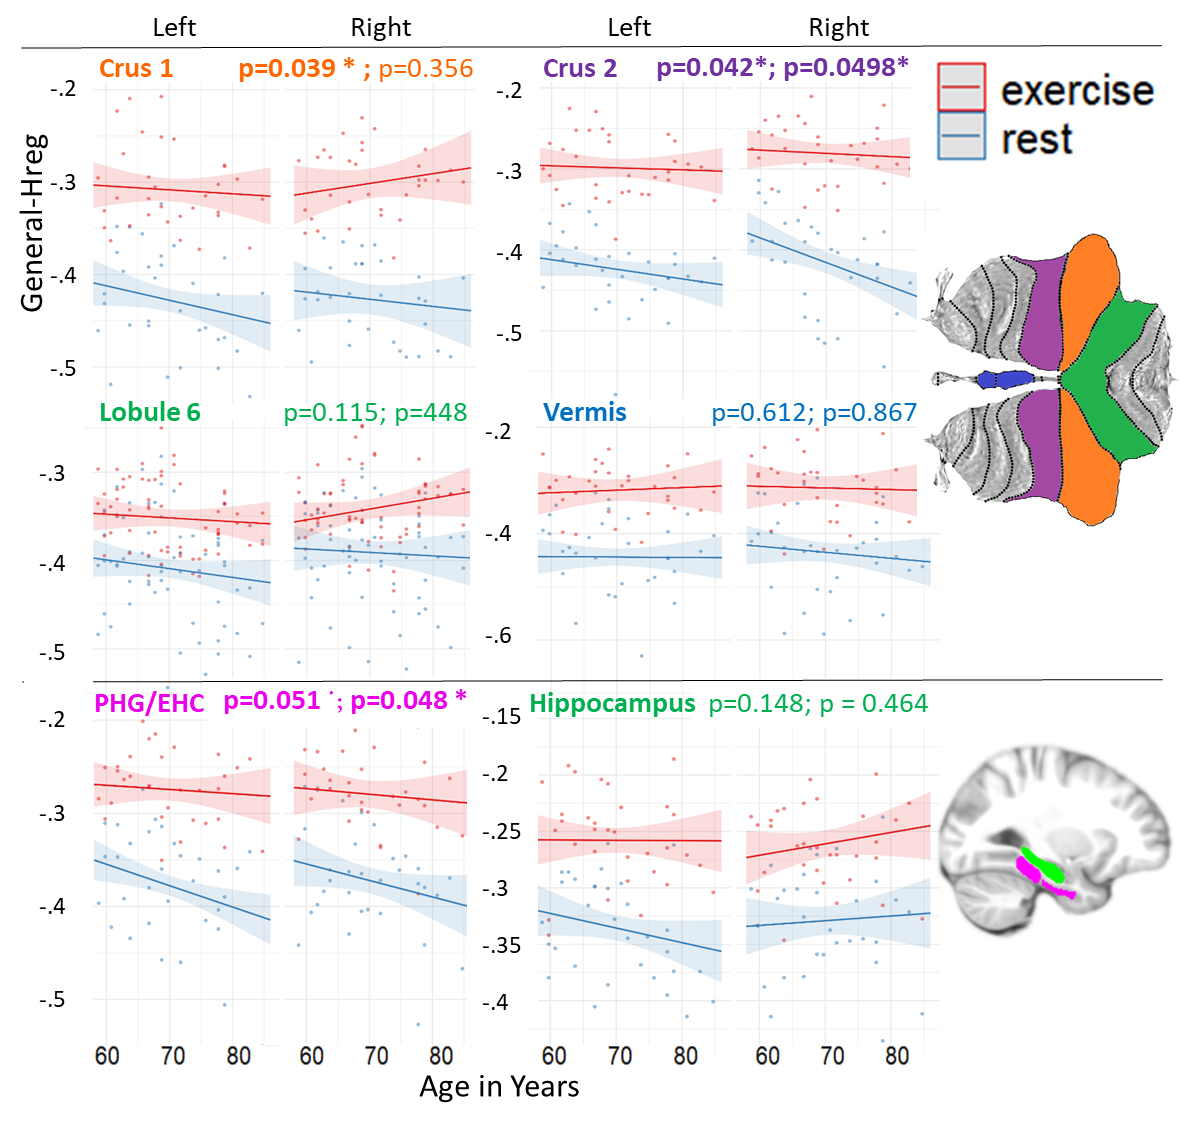 Left Right Left Right
Crus 1 p=0.039 * ; p=0.356
Crus 2 p=0.042*; p=0.0498*
exercise
rest
General-Hreg
-.2
-.3
-.4
-.5
-.2
-.3
-.4
-.5
Lobule 6 p=0.115; p=448
Vermis p=0.612; p=0.867
-.3
-.4
-.5
-.2
-.4
-.6
PHG/EHC p=0.051 ˙; p=0.048 *
Hippocampus p=0.148; p = 0.464
-.2
-.3
-.4
-.5
-.15
-.2
-.25
-.3
-.35
-.4
60 70 80 60 70 80 60 70 80 60 70 80
Age in Years